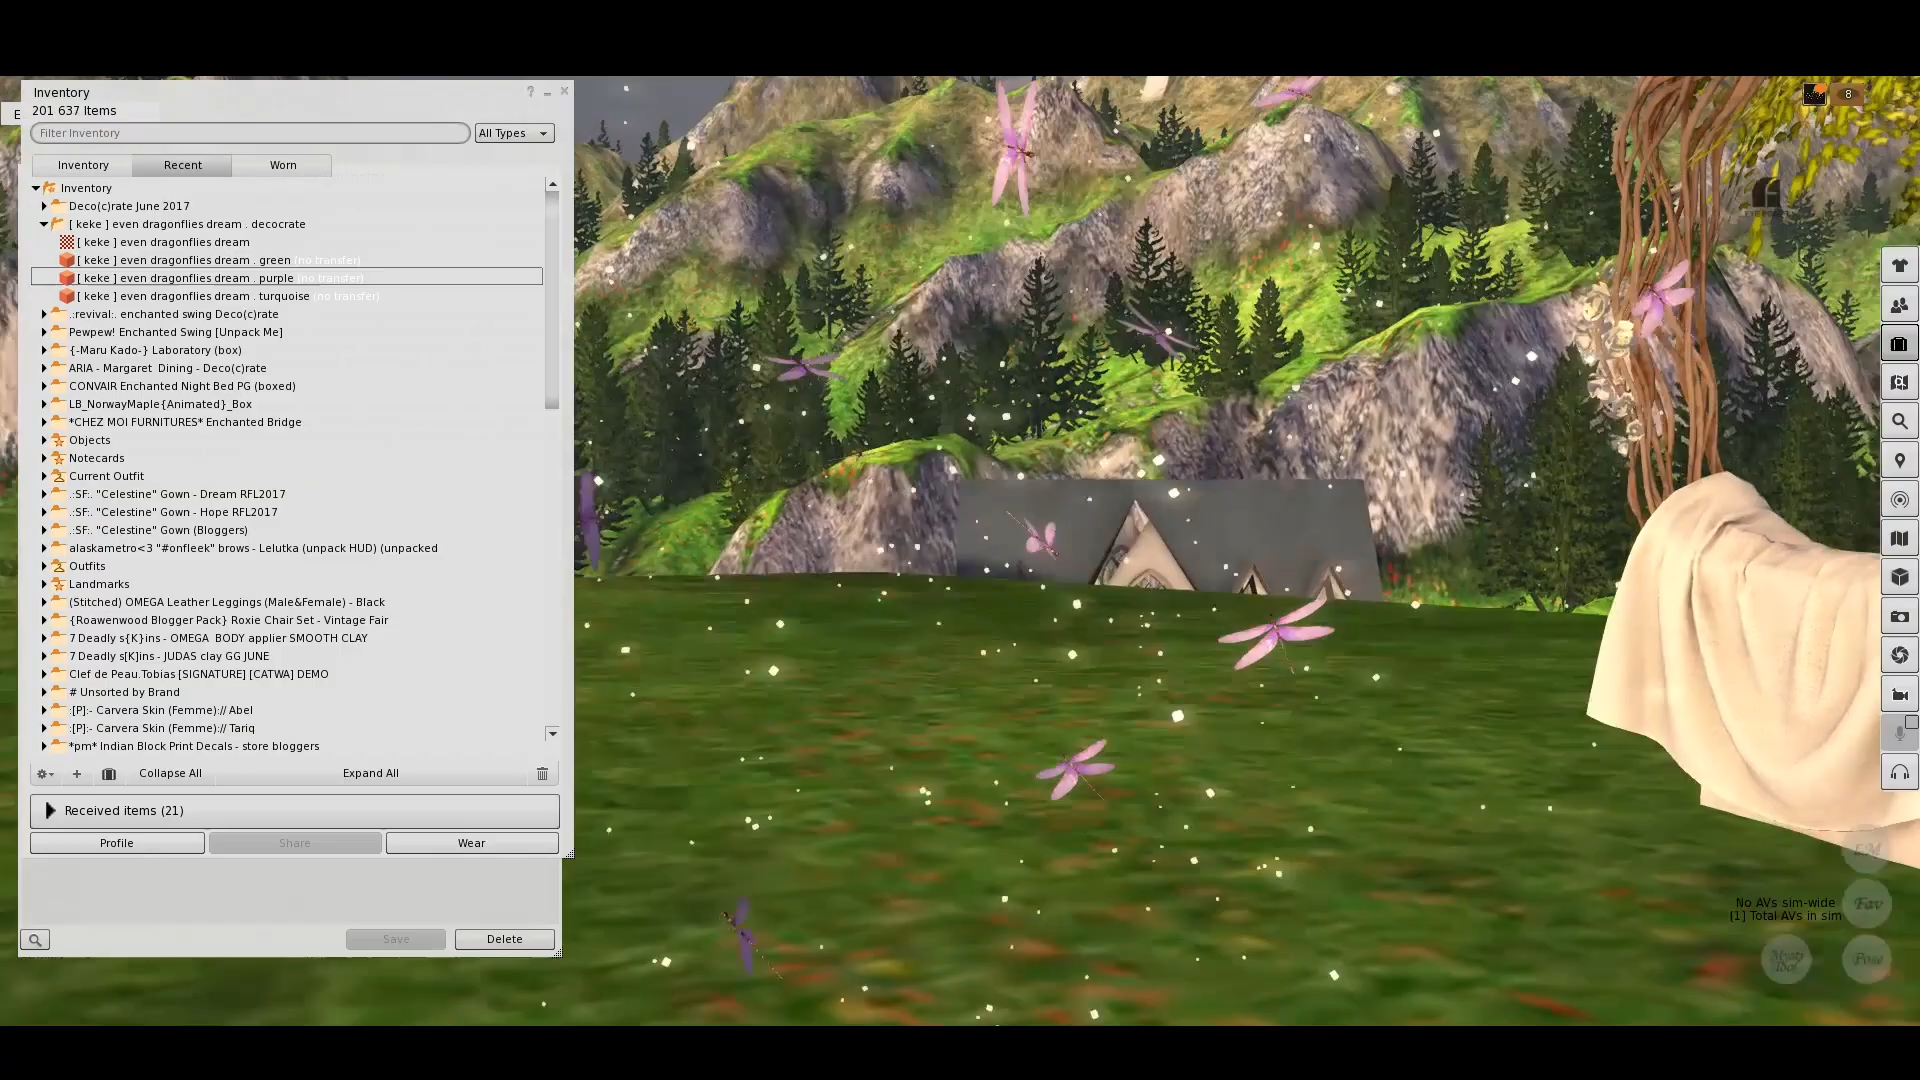 Inventory
201 637 Items
E
Filter Inventory
All Types
Inventory
Recent
Worn
Inventory
Deco(c)rate June 2017
[ keke ] even dragonflies dream . decocrate
[ keke ] even dragonflies dream
[ keke ] even dragonflies dream . green (no transfer)
[ keke ] even dragonflies dream . purple (no transfer)
[ keke ] even dragonflies dream . turquoise (no transfer)
.:revival:. enchanted swing Deco(c)rate
Pewpew! Enchanted Swing [Unpack Me]
{-Maru Kado-} Laboratory (box)
ARIA - Margaret  Dining - Deco(c)rate
CONVAIR Enchanted Night Bed PG (boxed)
LB_NorwayMaple{Animated}_Box
*CHEZ MOI FURNITURES* Enchanted Bridge
Objects
Notecards
Current Outfit
.:SF:. "Celestine" Gown - Dream RFL2017
.:SF:. "Celestine" Gown - Hope RFL2017
.:SF:. "Celestine" Gown (Bloggers)
alaskametro<3 "#onfleek" brows - Lelutka (unpack HUD) (unpacked
Outfits
Landmarks
(Stitched) OMEGA Leather Leggings (Male&Female) - Black
{Roawenwood Blogger Pack} Roxie Chair Set - Vintage Fair
7 Deadly s{K}ins - OMEGA  BODY applier SMOOTH CLAY
7 Deadly s[K]ins - JUDAS clay GG JUNE
Clef de Peau.Tobias [SIGNATURE] [CATWA] DEMO
# Unsorted by Brand
:[P]:- Carvera Skin (Femme):// Abel
:[P]:- Carvera Skin (Femme):// Tariq
*pm* Indian Block Print Decals - store bloggers
Collapse All
Expand All
Received items (21)
Profile
Share
Wear
Save
Delete
8
EM
No AVs sim-wide
[1] Total AVs in sim
Fav
Pose